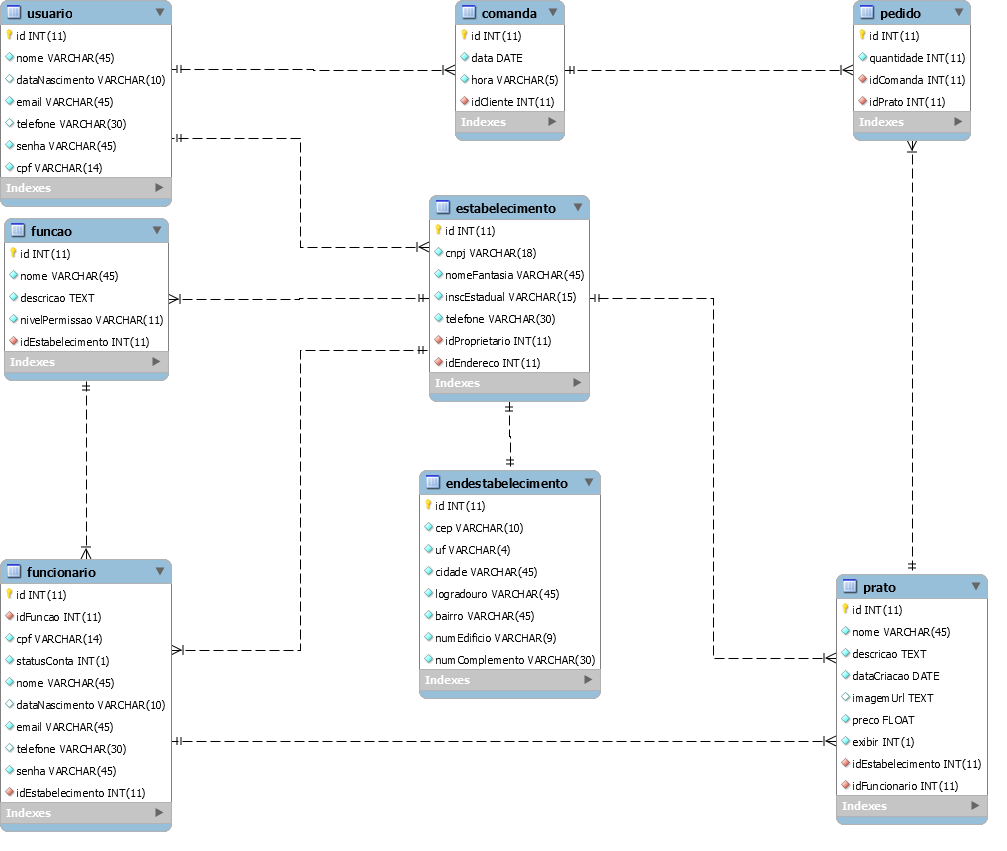 usuario
id INT(11)
nome VARCHAR(45)
dataNascimento VARCHAR(10)
email VARCHAR(45)
telefone VARCHAR(30)
senha VARCHAR(45)
cpf VARCHAR(14)
Indexes
comanda
id INT(11)
data DATE
hora VARCHAR(5)
idCliente INT(11)
Indexes
pedido
id INT(11)
quantidade INT(11)
idComanda INT(11)
idPrato INT(11)
Indexes
funcao
id INT(11)
nome VARCHAR(45)
descricao TEXT
nivelPermissao VARCHAR(11)
idEstabelecimento INT(11)
Indexes
estabelecimento
id INT(11)
cnpj VARCHAR(18)
nomeFantasia VARCHAR(45)
inscEstadual VARCHAR(15)
telefone VARCHAR(30)
idProprietario INT(11)
idEndereco INT(11)
Indexes
endestabelecimento
id INT(11)
cep VARCHAR(10)
uf VARCHAR(4)
cidade VARCHAR(45)
logradouro VARCHAR(45)
bairro VARCHAR(45)
numEdificio VARCHAR(9)
numComplemento VARCHAR(30)
Indexes
funcionario
id INT(11)
idFuncao INT(11)
cpf VARCHAR(14)
statusConta INT(1)
nome VARCHAR(45)
dataNascimento VARCHAR(10)
email VARCHAR(45)
telefone VARCHAR(30)
senha VARCHAR(45)
idEstabelecimento INT(11)
Indexes
prato
id INT(11)
nome VARCHAR(45)
descricao TEXT
dataCriacao DATE
imagemUrl TEXT
preco FLOAT
exibir INT(1)
idEstabelecimento INT(11)
idFuncionario INT(11)
Indexes